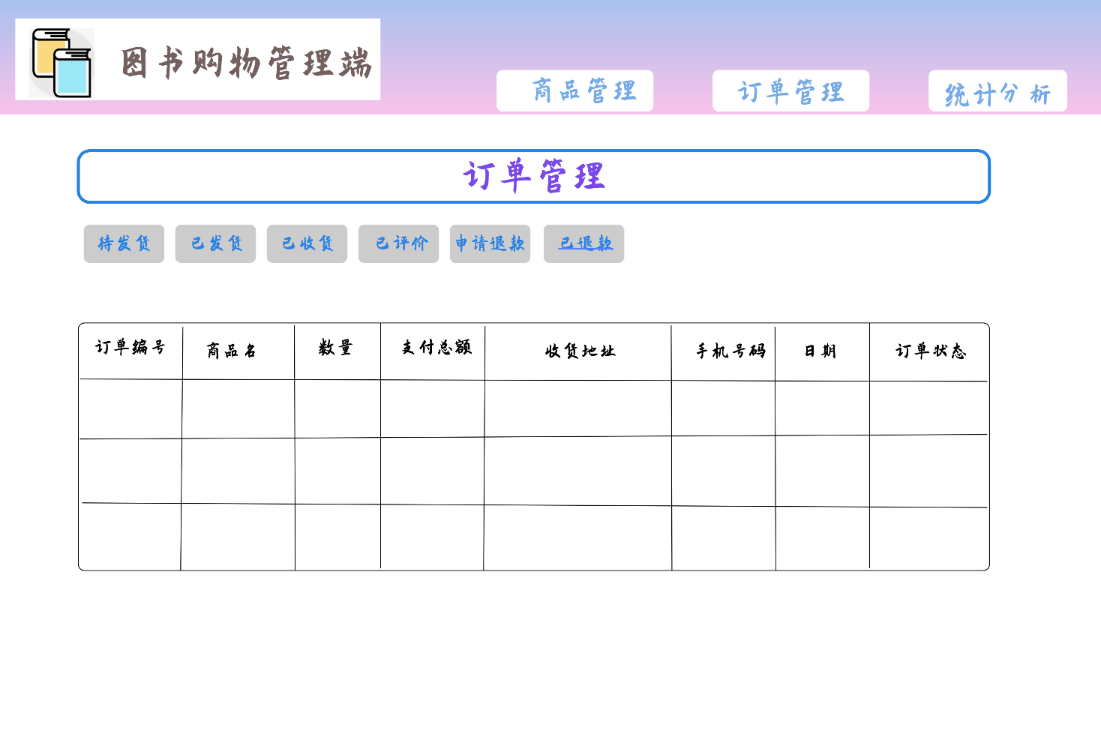 图书购物管理端
商品管理 订单管理 统计分析
订单管理
待发货 已发货 已收货 已评价 申请退款 已退款
订单编号 商品名 数量 支付总额 收货地址 手机号码 日期 订单状态